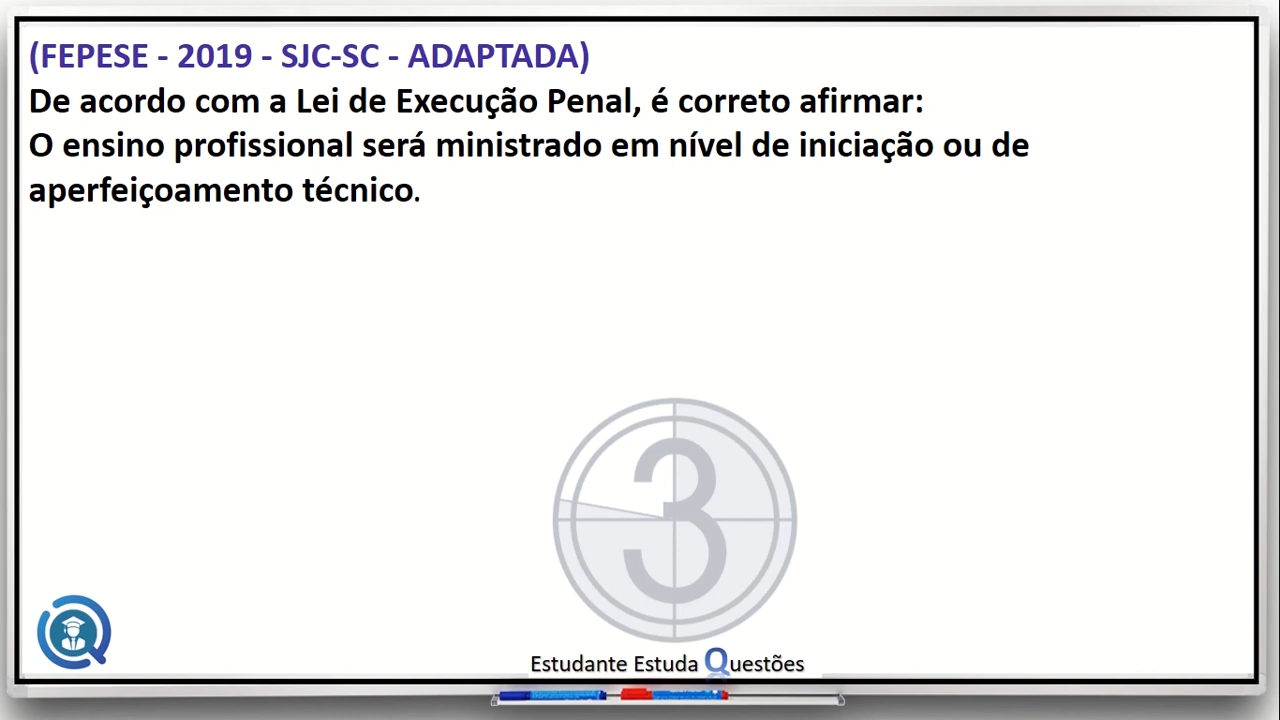 (FEPESE - 2019 - SJC-SC - ADAPTADA)
De acordo com a Lei de Execução Penal, é correto afirmar:
O ensino profissional será ministrado em nível de iniciação ou de
aperfeiçoamento técnico.
3
Estudante Estuda Questões